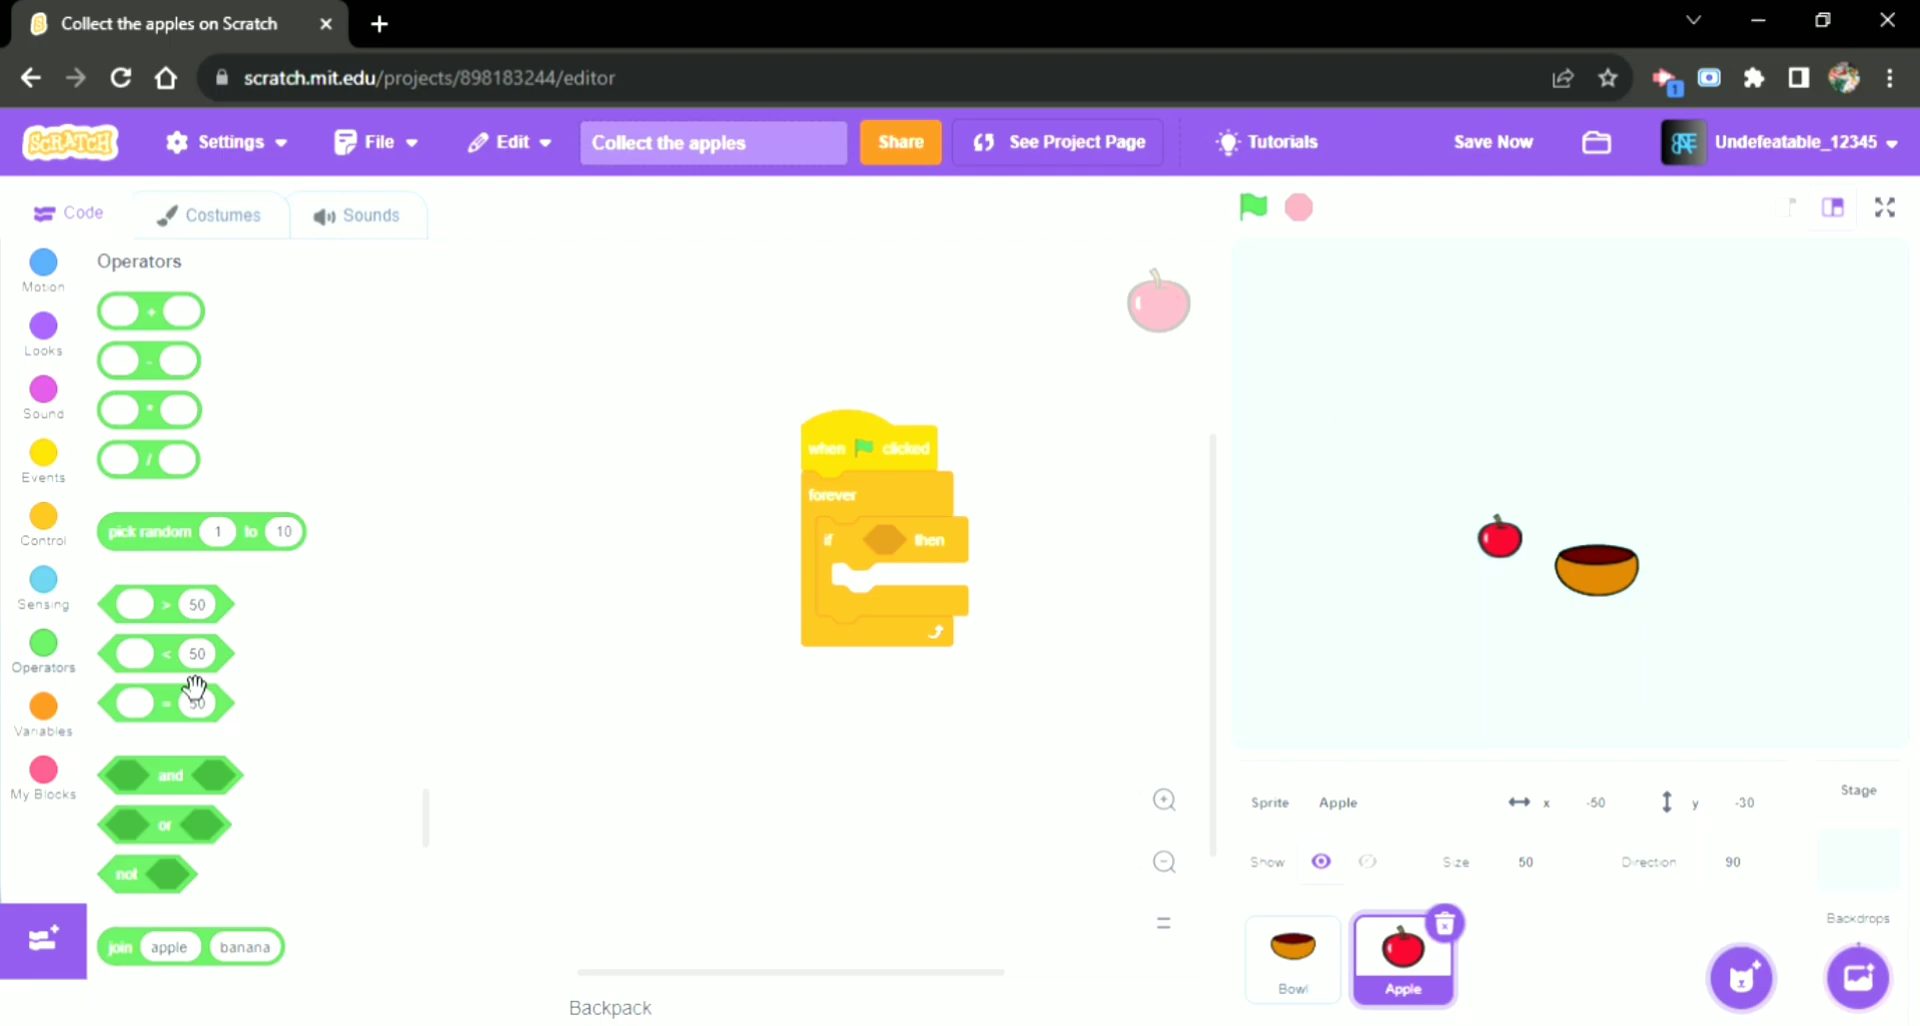 Collect the apples on Scratch
scratch.mit.edu/projects/898183244/editor
1
SCRATCH
Settings
File
Edit
Collect the apples
Share
See Project Page
Tutorials
Save Now
Undefeatable_12345
Code
Costumes
Sounds
Motion
Looks
Sound
Events
Control
Sensing
Operators
Variables
My Blocks
Operators
+
-
*
/
pick random 1 to 10
> 50
< 50
= 50
and
or
not
join apple banana
when clicked
forever
if then
Backpack
Sprite Apple x -50 y -30
Show Size 50 Direction 90
Bowl
Apple
Stage
Backdrops